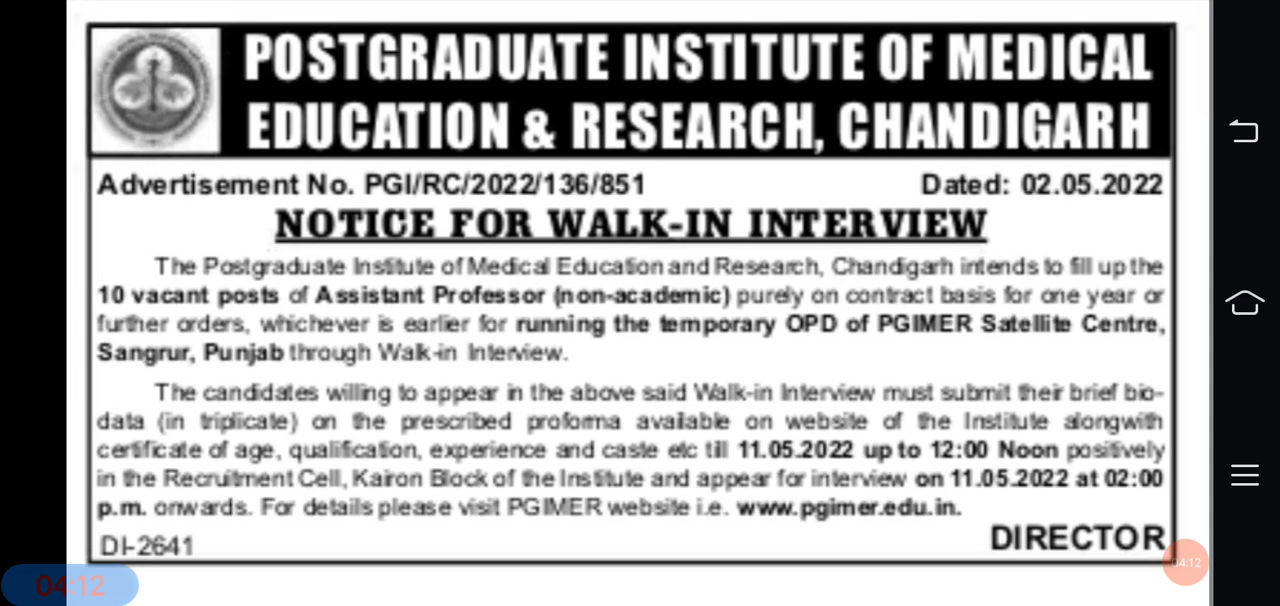 POSTGRADUATE INSTITUTE OF MEDICAL
EDUCATION & RESEARCH, CHANDIGARH
Advertisement No. PGI/RC/2022/136/851 Dated: 02.05.2022
NOTICE FOR WALK-IN INTERVIEW
The Postgraduate Institute of Medical Education and Research, Chandigarh intends to fill up the
10 vacant posts of Assistant Professor (non-academic) purely on contract basis for one year or
further orders, whichever is earlier for running the temporary OPD of PGIMER Satellite Centre,
Sangrur, Punjab through Walk-in Interview.
The candidates willing to appear in the above said Walk-in Interview must submit their brief bio-
data (in triplicate) on the prescribed proforma available on website of the Institute alongwith
certificate of age, qualification, experience and caste etc till 11.05.2022 up to 12:00 Noon positively
in the Recruitment Cell, Kairon Block of the Institute and appear for interview on 11.05.2022 at 02:00
p.m. onwards. For details please visit PGIMER website i.e. www.pgimer.edu.in.
DI-2641 DIRECTOR
04:12
04:12